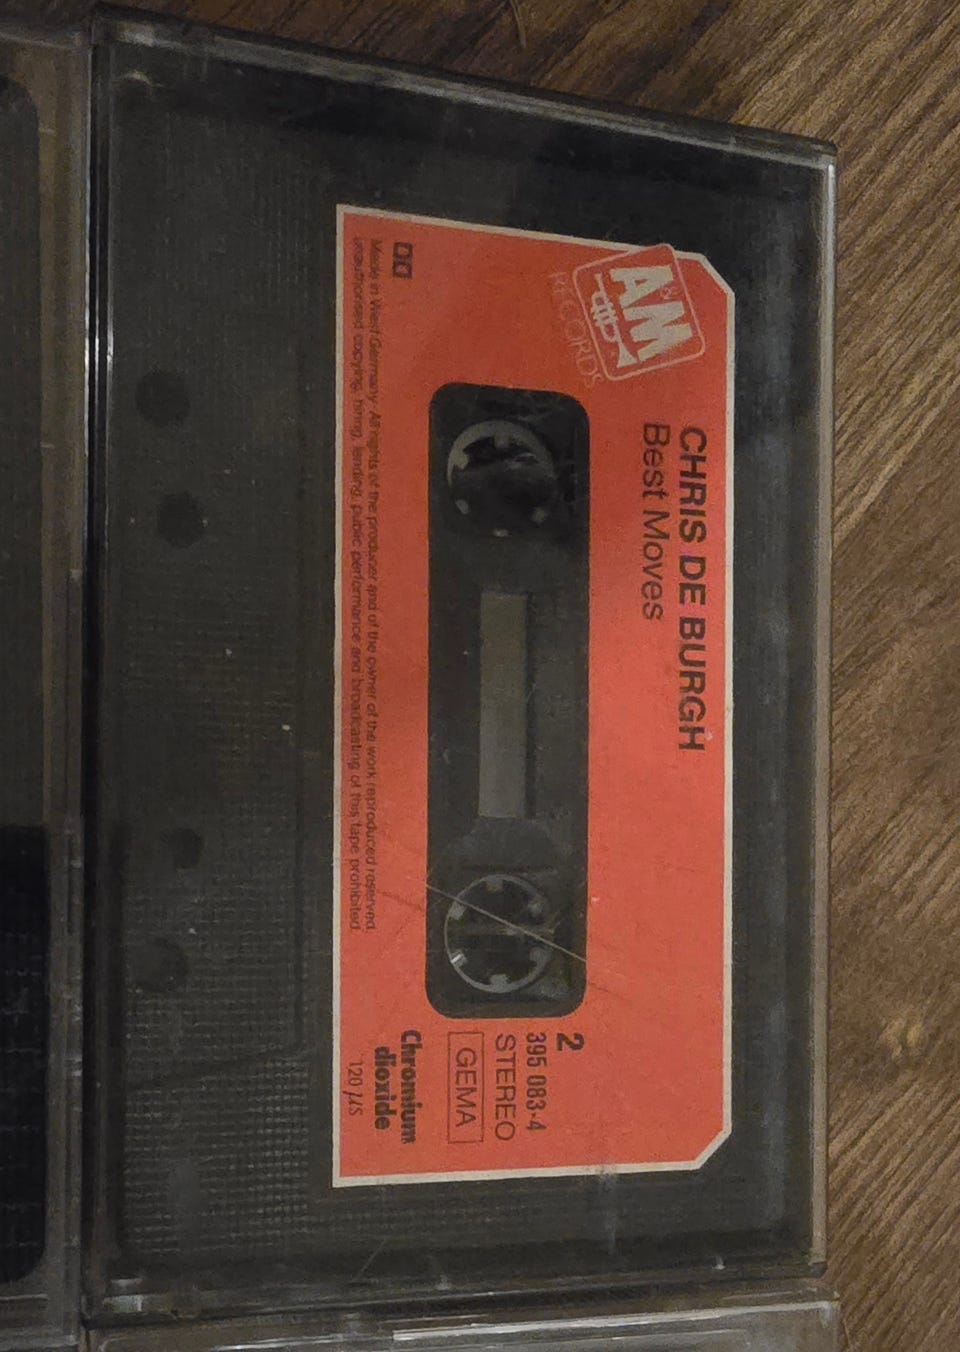 A&M
RECORDS
CHRIS DE BURGH
Best Moves
2
395 083-4
STEREO
GEMA
Chromium
dioxide
120 µS
Made in West Germany. All rights of the producer and of the owner of the work reproduced reserved.
unauthorised copying, hiring, lending, public performance and broadcasting of this tape prohibited.